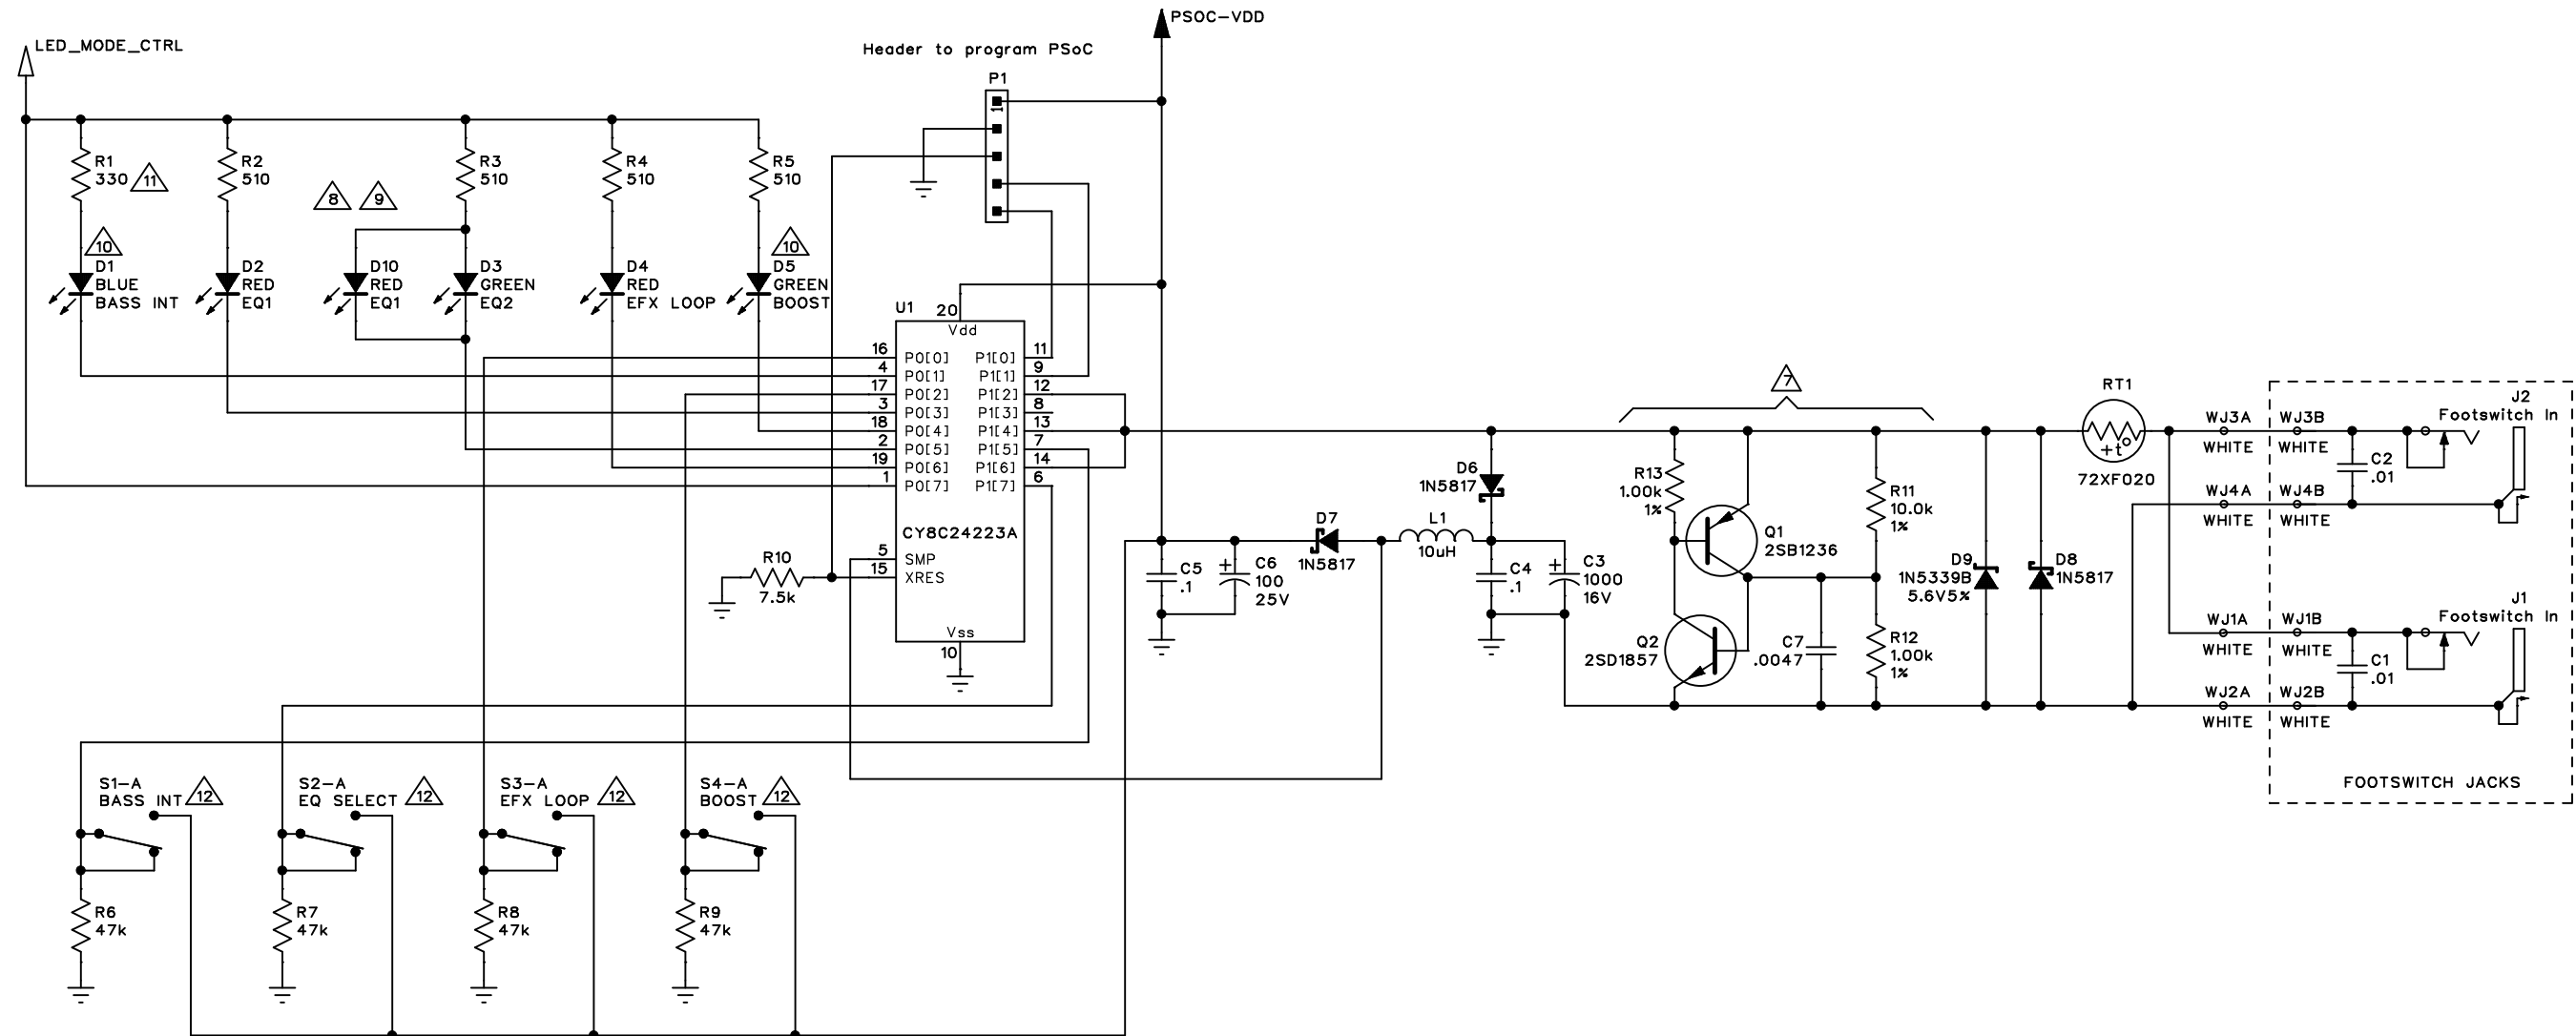 PSOC-VDD
LED_MODE_CTRL
Header to program PSoC
P1
1
R1
330
11
R2
510
8
9
R3
510
R4
510
R5
510
10
D1
BLUE
BASS INT
D2
RED
EQ1
D10
RED
EQ1
D3
GREEN
EQ2
D4
RED
EFX LOOP
10
D5
GREEN
BOOST
U1
20
Vdd
16
P0[0]
P1[0]
11
4
P0[1]
P1[1]
9
17
P0[2]
P1[2]
12
3
P0[3]
P1[3]
8
18
P0[4]
P1[4]
13
2
P0[5]
P1[5]
7
19
P0[6]
P1[6]
14
1
P0[7]
P1[7]
6
CY8C24223A
5
SMP
15
XRES
Vss
10
R10
7.5k
C5
.1
+
C6
100
25V
D7
1N5817
L1
10uH
D6
1N5817
C4
.1
+
C3
1000
16V
7
R13
1.00k
1%
Q1
2SB1236
Q2
2SD1857
C7
.0047
R11
10.0k
1%
R12
1.00k
1%
D9
1N5339B
5.6V5%
D8
1N5817
RT1
+t°
72XF020
WJ3A
WHITE
WJ3B
WHITE
WJ4A
WHITE
WJ4B
WHITE
C2
.01
J2
Footswitch In
WJ1A
WHITE
WJ1B
WHITE
WJ2A
WHITE
WJ2B
WHITE
C1
.01
J1
Footswitch In
FOOTSWITCH JACKS
S1-A
BASS INT
12
S2-A
EQ SELECT
12
S3-A
EFX LOOP
12
S4-A
BOOST
12
R6
47k
R7
47k
R8
47k
R9
47k